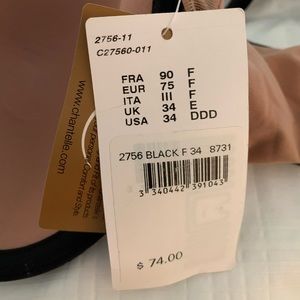 2756-11
C27560-011
FRA 90 F
EUR 75 F
ITA III F
UK 34 E
USA 34 DDD
2756 BLACK F 34 8731
3 340442 391043
$ 74.00
www.chantelle.com